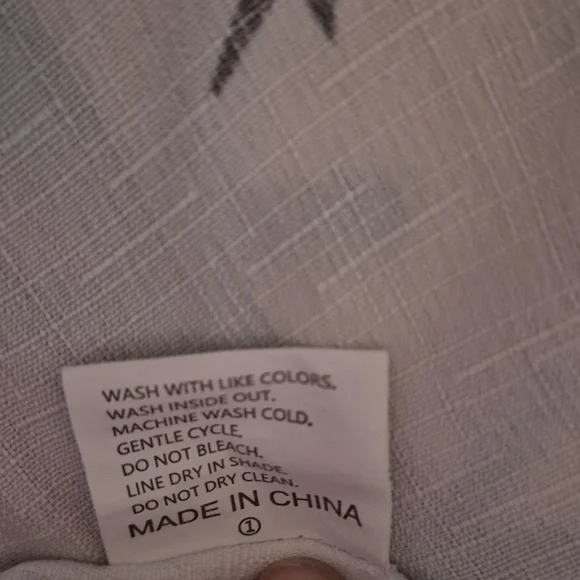 WASH WITH LIKE COLORS.
WASH INSIDE OUT.
MACHINE WASH COLD.
GENTLE CYCLE.
DO NOT BLEACH.
LINE DRY IN SHADE.
DO NOT DRY CLEAN.
MADE IN CHINA
①